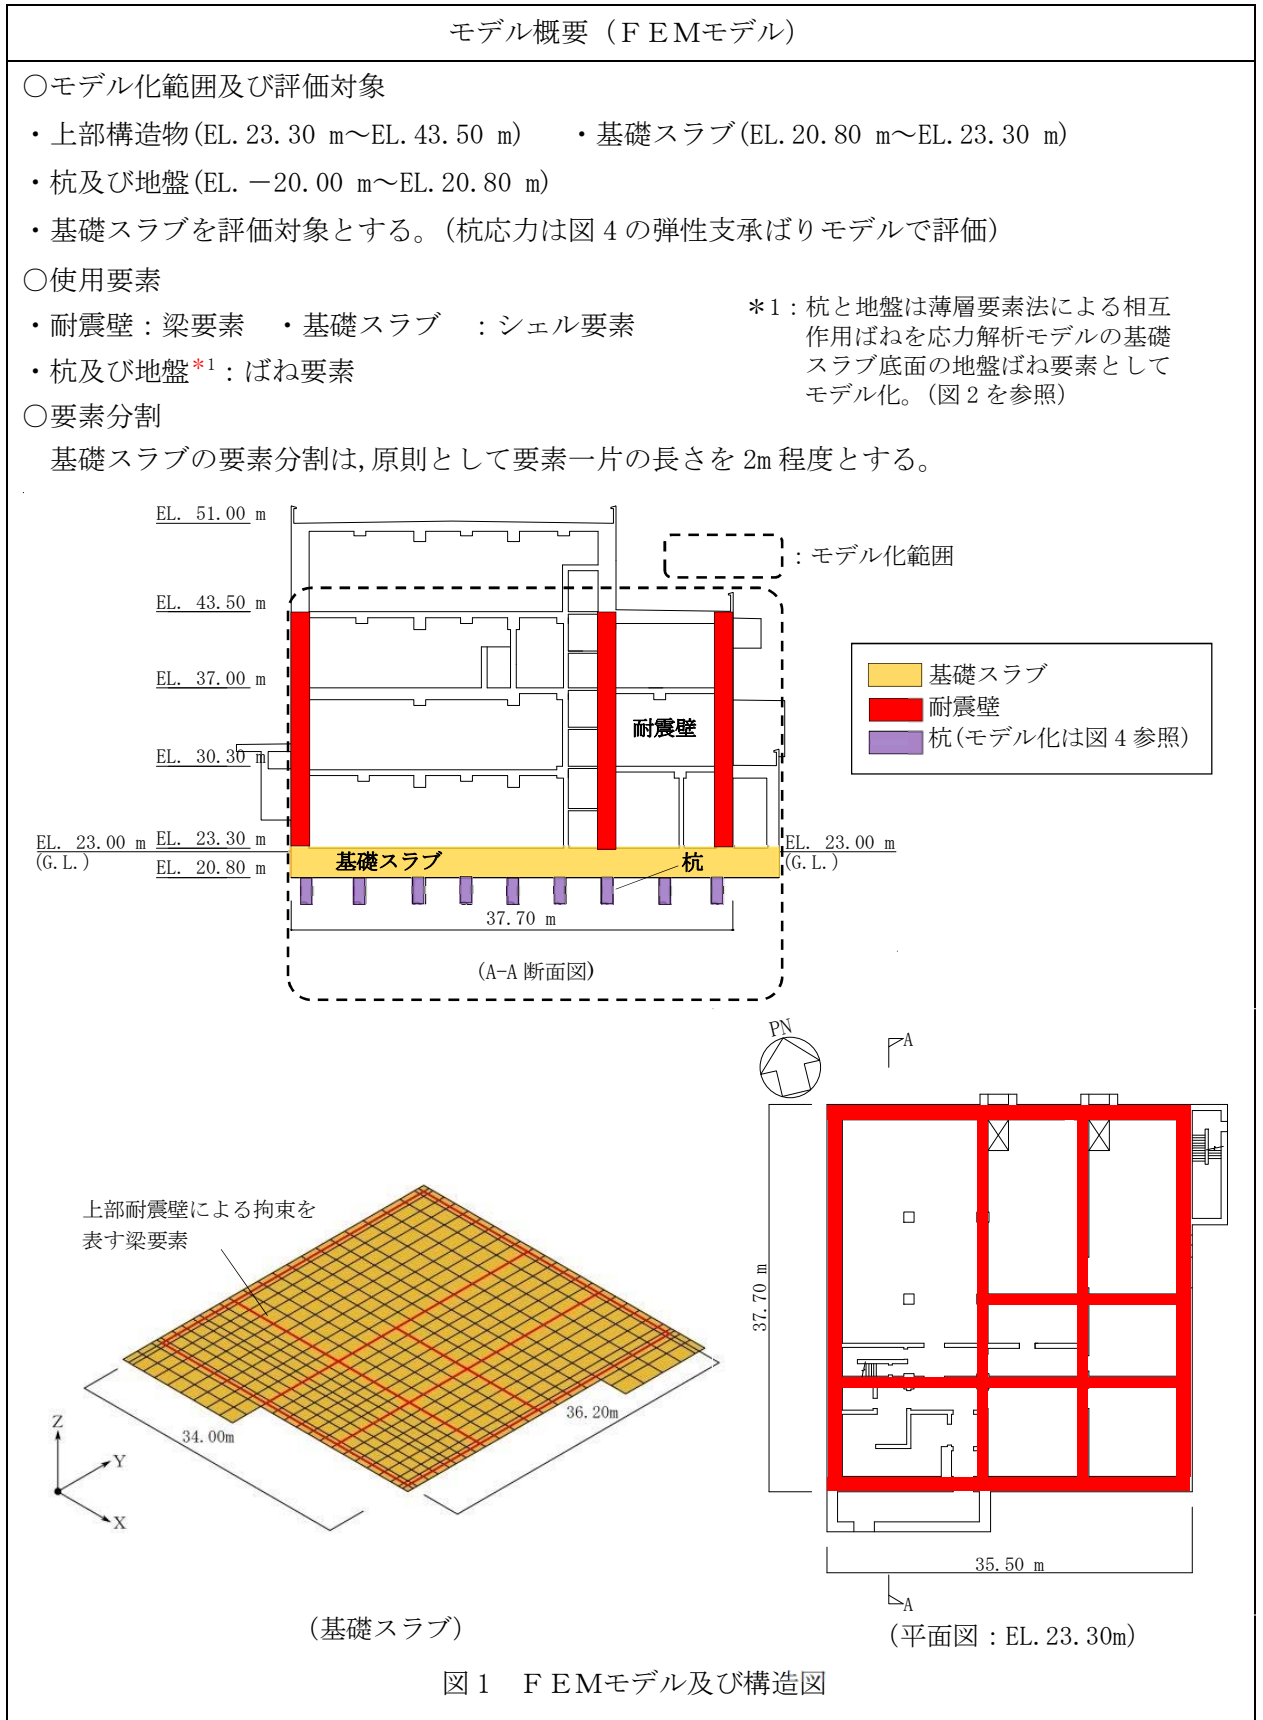 モデル概要（ＦＥＭモデル）
○モデル化範囲及び評価対象
・上部構造物(EL.23.30 m～EL.43.50 m)　・基礎スラブ(EL.20.80 m～EL.23.30 m)
・杭及び地盤(EL.－20.00 m～EL.20.80 m)
・基礎スラブを評価対象とする。(杭応力は図4の弾性支承ばりモデルで評価)
○使用要素
・耐震壁：梁要素　・基礎スラブ　：シェル要素
・杭及び地盤*1：ばね要素
＊1：杭と地盤は薄層要素法による相互
作用ばねを応力解析モデルの基礎
スラブ底面の地盤ばね要素として
モデル化。(図2を参照)
○要素分割
基礎スラブの要素分割は,原則として要素一片の長さを2m程度とする。
EL. 51.00 m
：モデル化範囲
EL. 43.50 m
基礎スラブ
耐震壁
杭(モデル化は図4参照)
EL. 37.00 m
耐震壁
EL. 30.30 m
EL. 23.00 m
(G.L.)
EL. 23.30 m
EL. 23.00 m
(G.L.)
EL. 20.80 m
基礎スラブ
杭
37.70 m
(A-A 断面図)
PN
A
上部耐震壁による拘束を
表す梁要素
37.70 m
36.20m
34.00m
Z
Y
X
35.50 m
A
(基礎スラブ)
(平面図：EL.23.30m)
図1　ＦＥＭモデル及び構造図